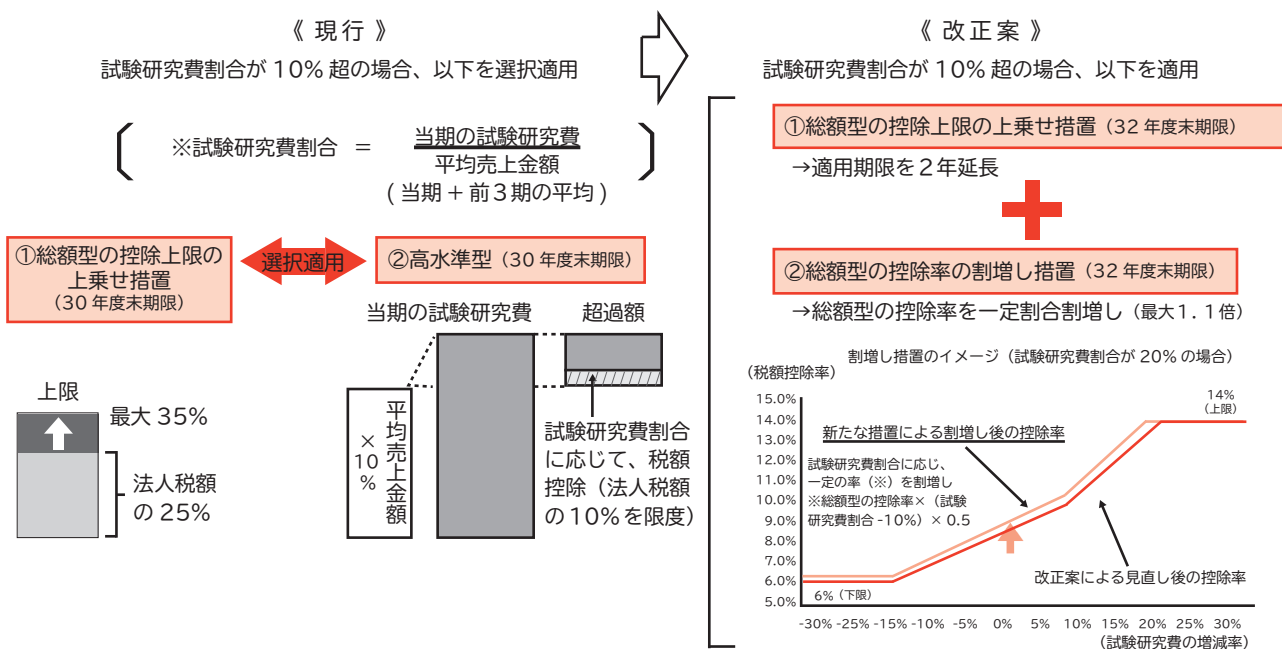 《 現行 》
試験研究費割合が 10% 超の場合、以下を選択適用
※試験研究費割合 ＝ 当期の試験研究費
平均売上金額
( 当期 + 前３期の平均 )
①総額型の控除上限の
上乗せ措置
（30 年度末期限）
選択適用
②高水準型（30 年度末期限）
上限
最大 35%
法人税額
の 25%
当期の試験研究費
超過額
平均売上金額
×10%
試験研究費割合
に応じて、税額
控除（法人税額
の 10% を限度）
《 改正案 》
試験研究費割合が 10% 超の場合、以下を適用
①総額型の控除上限の上乗せ措置（32 年度末期限）
→適用期限を２年延長
②総額型の控除率の割増し措置（32 年度末期限）
→総額型の控除率を一定割合割増し（最大１. １倍）
割増し措置のイメージ（試験研究費割合が 20% の場合）
（税額控除率）
15.0%
14.0%
13.0%
12.0%
11.0%
10.0%
9.0%
8.0%
7.0%
6.0%
5.0%
14%
（上限）
新たな措置による割増し後の控除率
試験研究費割合に応じ、
一定の率（※）を割増し
※総額型の控除率×（試験
研究費割合 -10%）× 0.5
改正案による見直し後の控除率
6%（下限）
-30% -25% -15% -10% -5% 0% 5% 10% 15% 20% 25% 30%
（試験研究費の増減率）